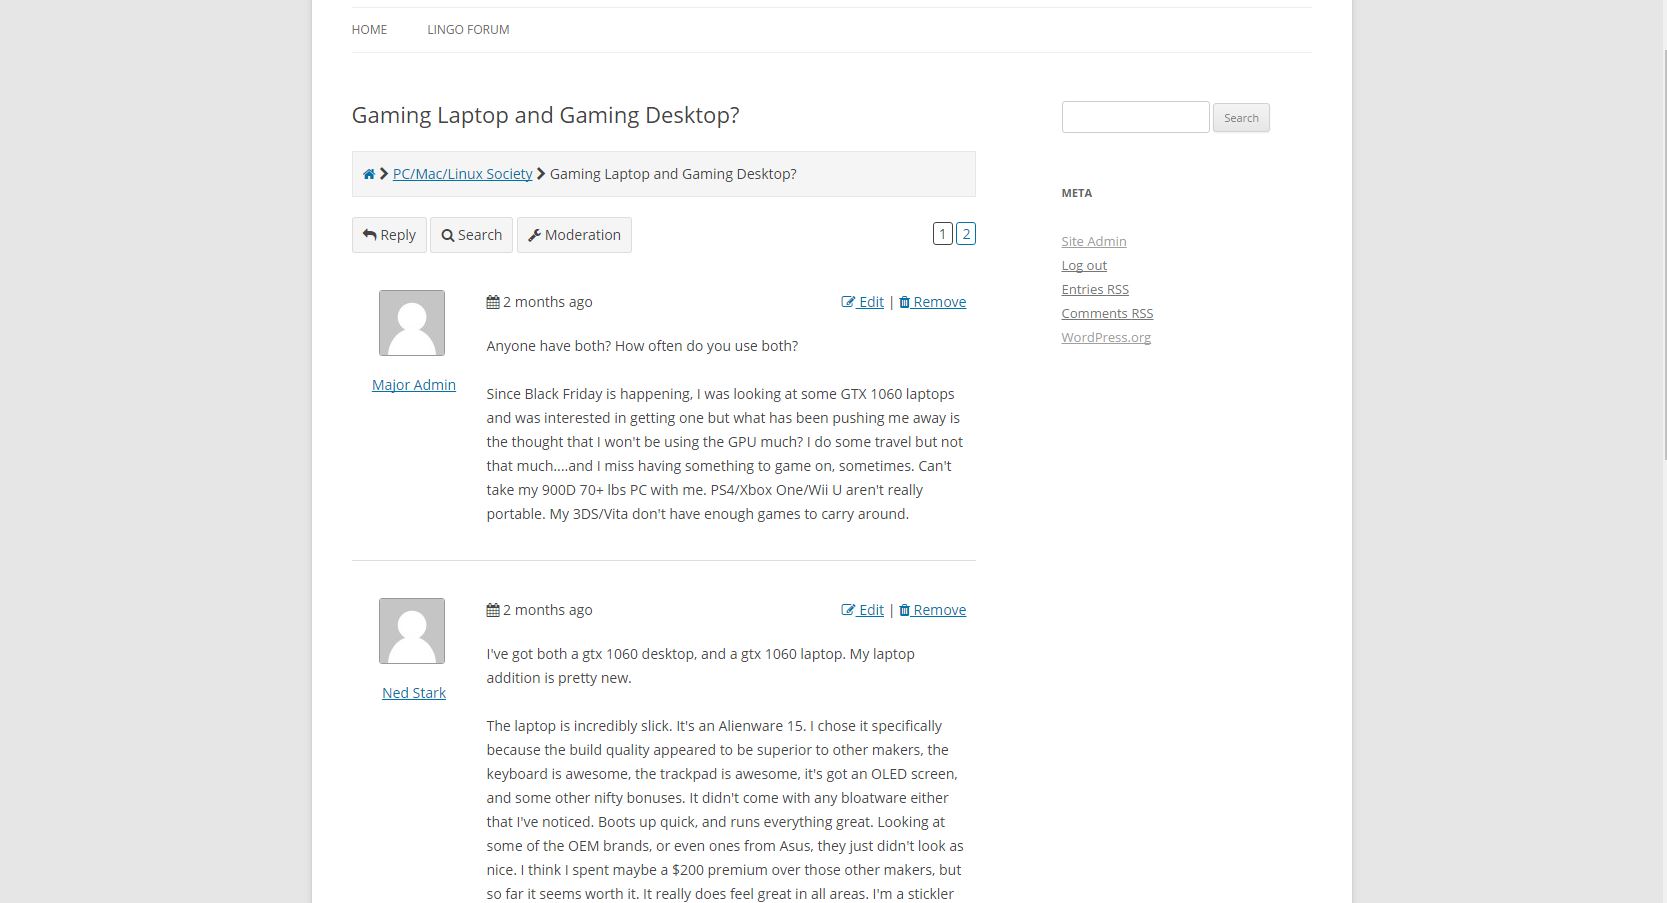 HOME LINGO FORUM
Gaming Laptop and Gaming Desktop?
Search
PC/Mac/Linux Society Gaming Laptop and Gaming Desktop?
Reply Search Moderation 1 2
2 months ago Edit | Remove
Major Admin
Anyone have both? How often do you use both?
Since Black Friday is happening, I was looking at some GTX 1060 laptops
and was interested in getting one but what has been pushing me away is
the thought that I won't be using the GPU much? I do some travel but not
that much....and I miss having something to game on, sometimes. Can't
take my 900D 70+ lbs PC with me. PS4/Xbox One/Wii U aren't really
portable. My 3DS/Vita don't have enough games to carry around.
2 months ago Edit | Remove
Ned Stark
I've got both a gtx 1060 desktop, and a gtx 1060 laptop. My laptop
addition is pretty new.
The laptop is incredibly slick. It's an Alienware 15. I chose it specifically
because the build quality appeared to be superior to other makers, the
keyboard is awesome, the trackpad is awesome, it's got an OLED screen,
and some other nifty bonuses. It didn't come with any bloatware either
that I've noticed. Boots up quick, and runs everything great. Looking at
some of the OEM brands, or even ones from Asus, they just didn't look as
nice. I think I spent maybe a $200 premium over those other makers, but
so far it seems worth it. It really does feel great in all areas. I'm a stickler
META
Site Admin
Log out
Entries RSS
Comments RSS
WordPress.org